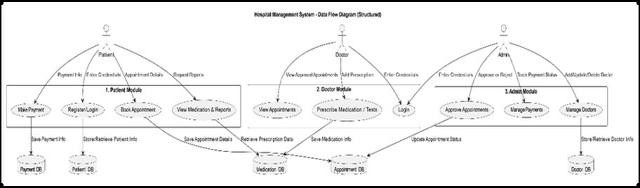 Hospital Management System - Data Flow Diagram (Structured)
Patient
Doctor
Admin
Payment Info
Enter Credentials
Appointment Details
Request Reports
View Approved Appointments
Add Prescription
Enter Credentials
Enter Credentials
Approve or Reject
Check Payment Status
Add/Update/Delete Doctor
1. Patient Module
2. Doctor Module
3. Admin Module
Make Payment
Register/Login
Book Appointment
View Medication & Reports
View Appointments
Prescribe Medication / Tests
Login
Approve Appointments
Manage Payments
Manage Doctors
Save Payment Info
Store/Retrieve Patient Info
Save Appointment Details
Retrieve Prescription Data
Save Medication Info
Update Appointment Status
Store/Retrieve Doctor Info
Payment DB
Patient DB
Medication DB
Appointment DB
Doctor DB